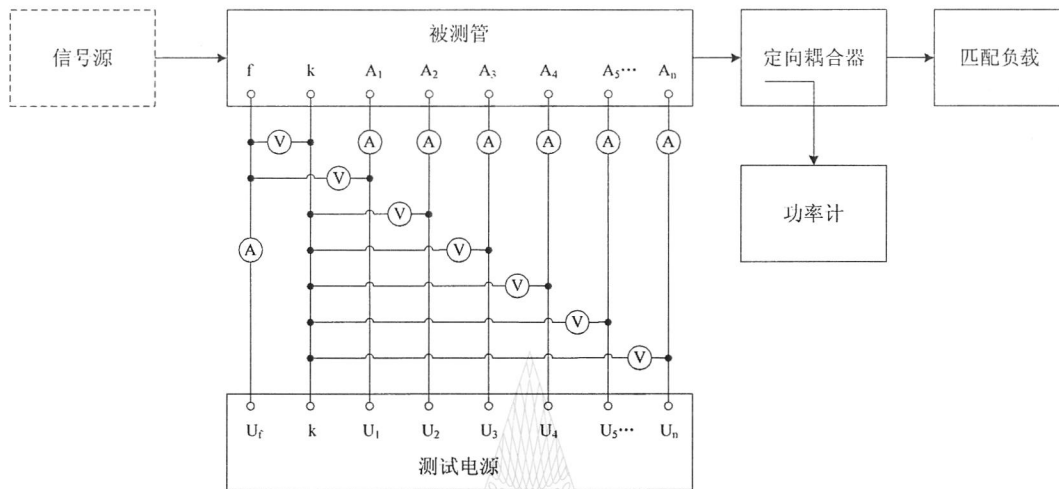 信号源
被测管
定向耦合器
匹配负载
f k A₁ A₂ A₃ A₄ A₅… Aₙ
A A A A A A
V
V
功率计
V
A V
V
V
V
U_f k U₁ U₂ U₃ U₄ U₅… Uₙ
测试电源